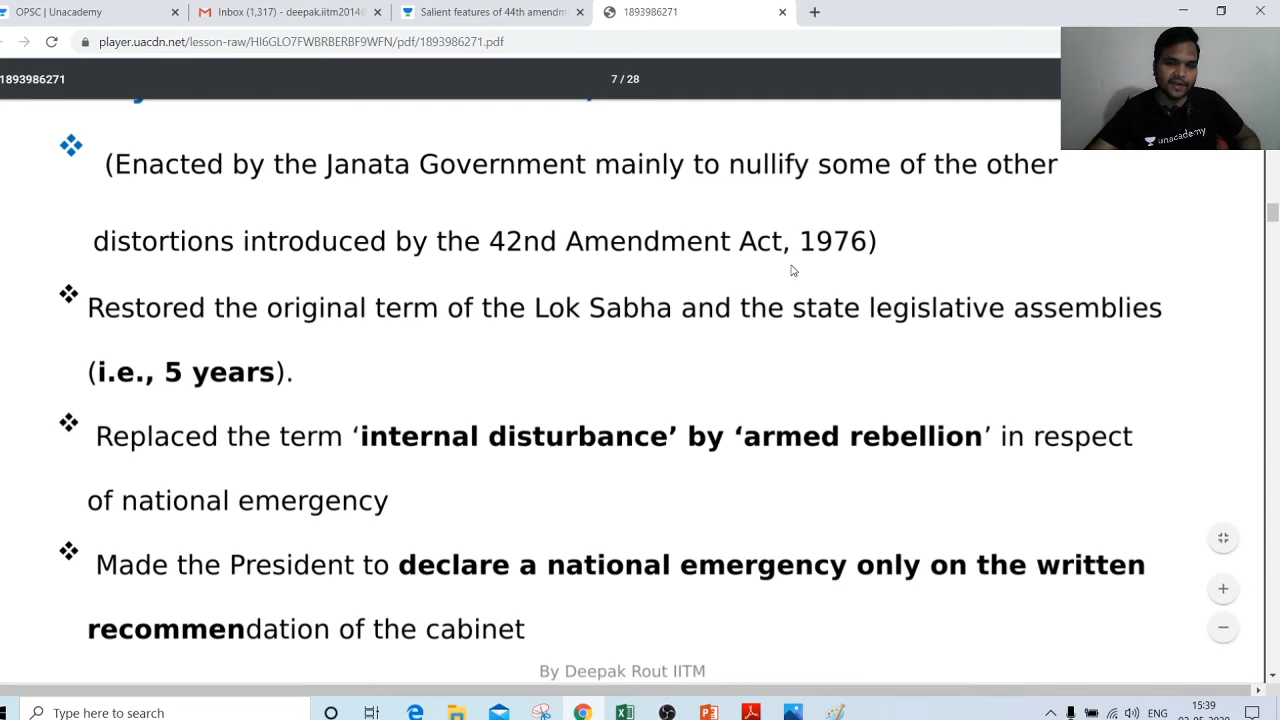 OPSC | Unacademy
Inbox (1,317) - deepak.iitm2014@
Salient features of 44th amendm
1893986271
player.uacdn.net/lesson-raw/HI6GLO7FWBRBERBF9WFN/pdf/1893986271.pdf
1893986271
7 / 28
unacademy
(Enacted by the Janata Government mainly to nullify some of the other
distortions introduced by the 42nd Amendment Act, 1976)
Restored the original term of the Lok Sabha and the state legislative assemblies
(i.e., 5 years).
Replaced the term ‘internal disturbance’ by ‘armed rebellion’ in respect
of national emergency
Made the President to declare a national emergency only on the written
recommendation of the cabinet
By Deepak Rout IITM
Type here to search
15:39